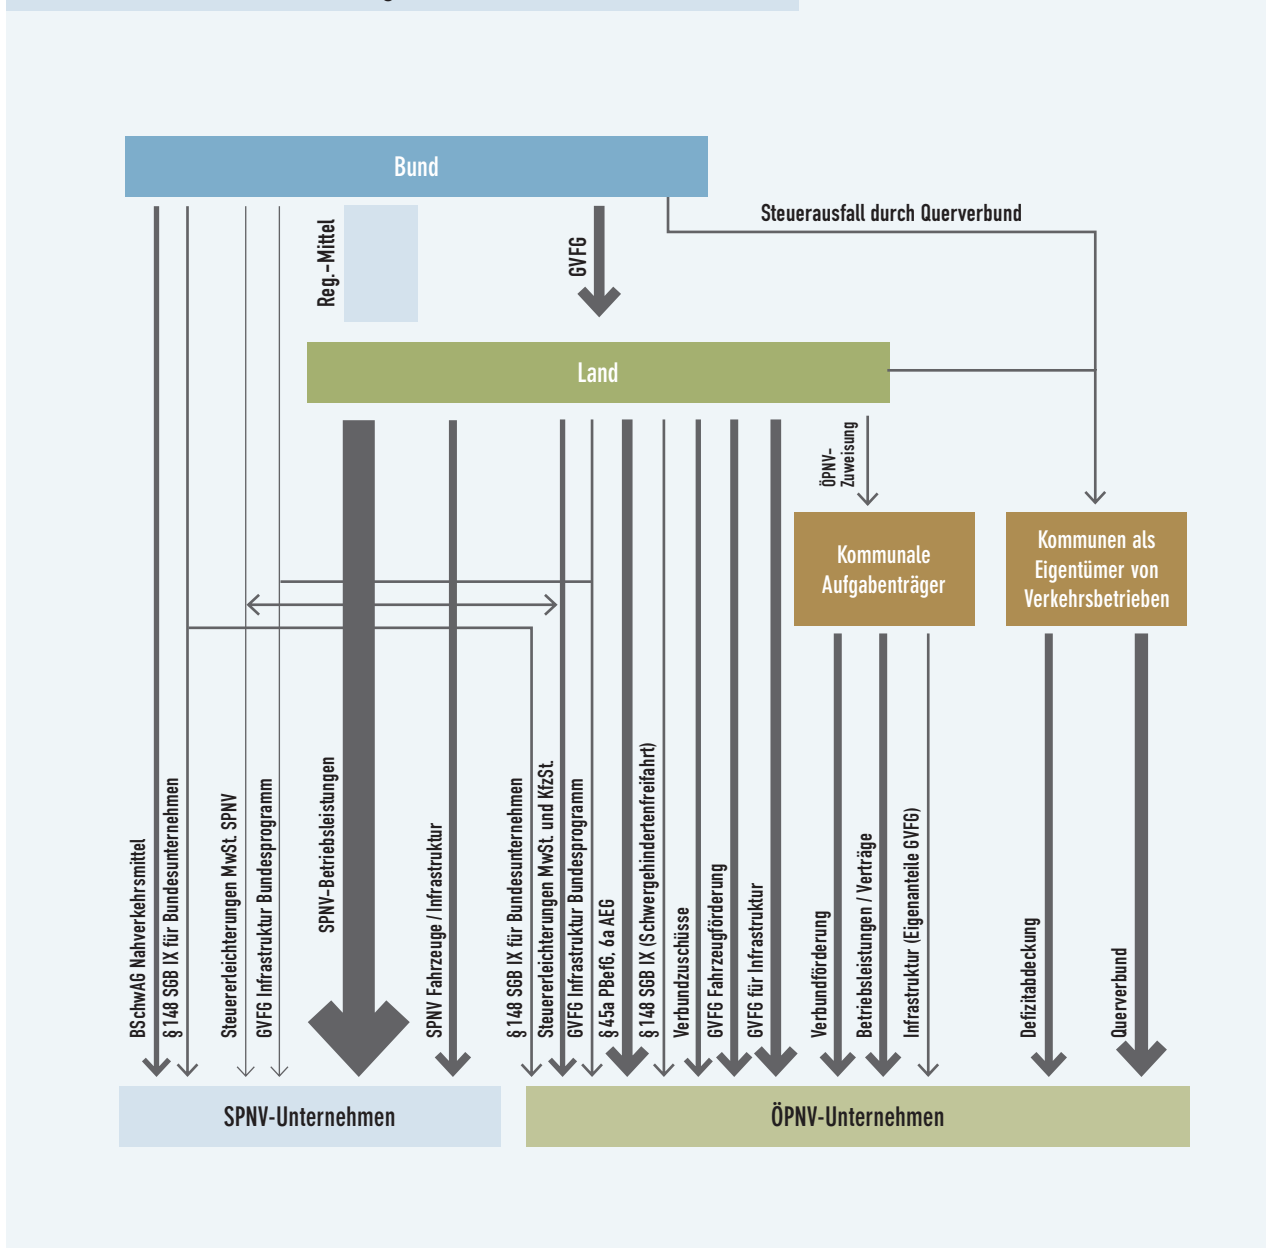 Bund
Steuerausfall durch Querverbund
Reg.-Mittel
GVFG
Land
ÖPNV-
Zuweisung
Kommunale
Aufgabenträger
Kommunen als
Eigentümer von
Verkehrsbetrieben
BSchwAG Nahverkehrsmittel
§ 148 SGB IX für Bundesunternehmen
Steuererleichterungen MwSt. SPNV
GVFG Infrastruktur Bundesprogramm
SPNV-Betriebsleistungen
SPNV Fahrzeuge / Infrastruktur
§ 148 SGB IX für Bundesunternehmen
Steuererleichterungen MwSt. und KfzSt.
GVFG Infrastruktur Bundesprogramm
§ 45a PBefG, 6a AEG
§ 148 SGB IX (Schwergehindertenfreifahrt)
Verbundzuschüsse
GVFG Fahrzeugförderung
GVFG für Infrastruktur
Verbundförderung
Betriebsleistungen / Verträge
Infrastruktur (Eigenanteile GVFG)
Defizitabdeckung
Querverbund
SPNV-Unternehmen
ÖPNV-Unternehmen